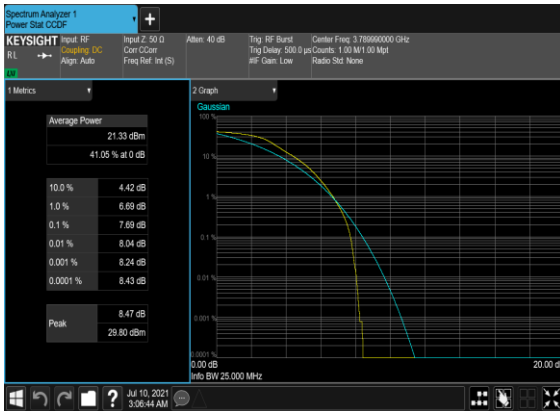 Spectrum Analyzer 1
Power Stat CCDF
+
KEYSIGHT
RL
LXI
Input: RF
Coupling: DC
Align: Auto
Input Z: 50 Ω
Corr CCorr
Freq Ref: Int (S)
Atten: 40 dB
Trig: RF Burst
Trig Delay: 500.0 µs
#IF Gain: Low
Center Freq: 3.789990000 GHz
Counts: 1.00 M/1.00 Mpt
Radio Std: None
1 Metrics
Average Power
21.33 dBm
41.05 % at 0 dB
10.0 % 4.42 dB
1.0 % 6.69 dB
0.1 % 7.69 dB
0.01 % 8.04 dB
0.001 % 8.24 dB
0.0001 % 8.43 dB
Peak
8.47 dB
29.80 dBm
2 Graph
Gaussian
100 %
10 %
1 %
0.1 %
0.01 %
0.001 %
0.0001 %
0.00 dB
20.00 d
Info BW 25.000 MHz
?
Jul 10, 2021
3:06:44 AM